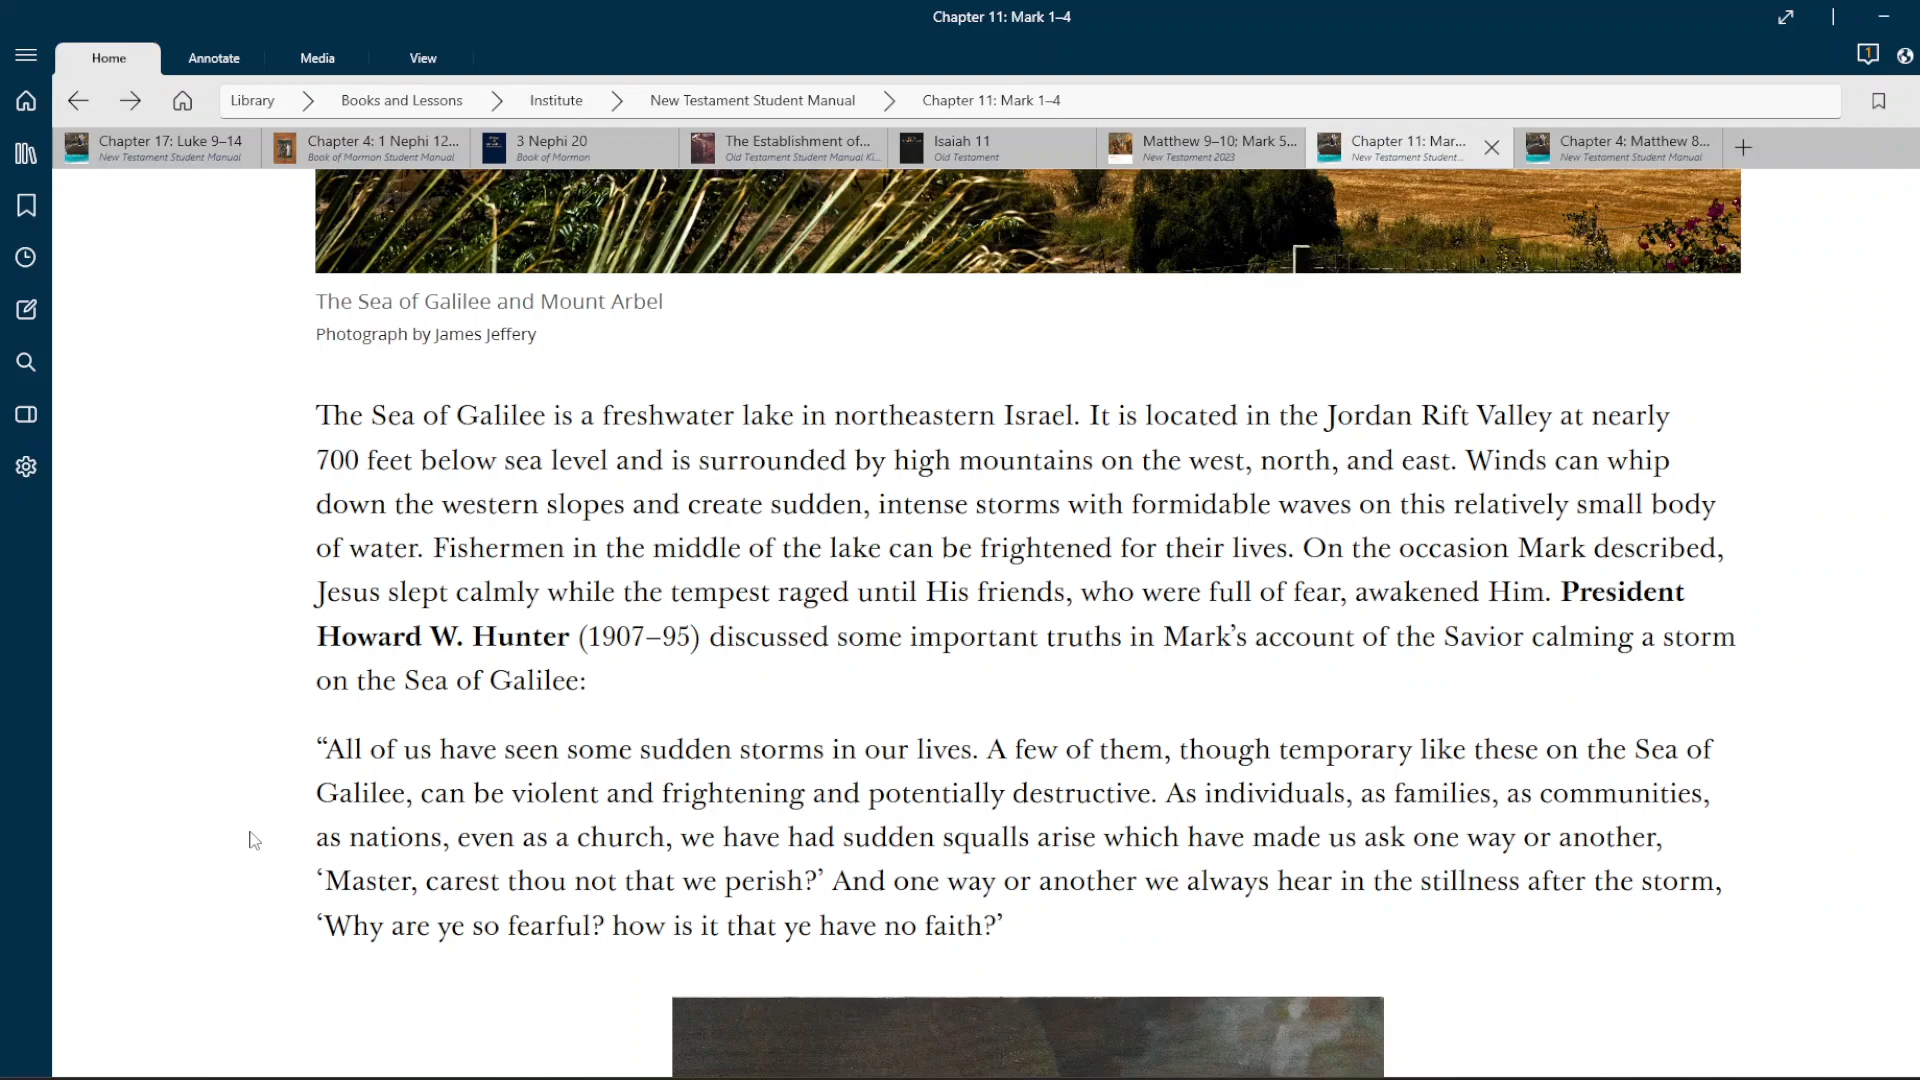 Chapter 11: Mark 1–4
Home Annotate Media View
1
Library Books and Lessons Institute New Testament Student Manual Chapter 11: Mark 1–4
Chapter 17: Luke 9–14
New Testament Student Manual
Chapter 4: 1 Nephi 12...
Book of Mormon Student Manual
3 Nephi 20
Book of Mormon
The Establishment of...
Old Testament Student Manual Ki...
Isaiah 11
Old Testament
Matthew 9–10; Mark 5...
New Testament 2023
Chapter 11: Mar...
New Testament Student...
Chapter 4: Matthew 8...
New Testament Student Manual
The Sea of Galilee and Mount Arbel
Photograph by James Jeffery
The Sea of Galilee is a freshwater lake in northeastern Israel. It is located in the Jordan Rift Valley at nearly
700 feet below sea level and is surrounded by high mountains on the west, north, and east. Winds can whip
down the western slopes and create sudden, intense storms with formidable waves on this relatively small body
of water. Fishermen in the middle of the lake can be frightened for their lives. On the occasion Mark described,
Jesus slept calmly while the tempest raged until His friends, who were full of fear, awakened Him. President
Howard W. Hunter (1907–95) discussed some important truths in Mark’s account of the Savior calming a storm
on the Sea of Galilee:
“All of us have seen some sudden storms in our lives. A few of them, though temporary like these on the Sea of
Galilee, can be violent and frightening and potentially destructive. As individuals, as families, as communities,
as nations, even as a church, we have had sudden squalls arise which have made us ask one way or another,
‘Master, carest thou not that we perish?’ And one way or another we always hear in the stillness after the storm,
‘Why are ye so fearful? how is it that ye have no faith?’